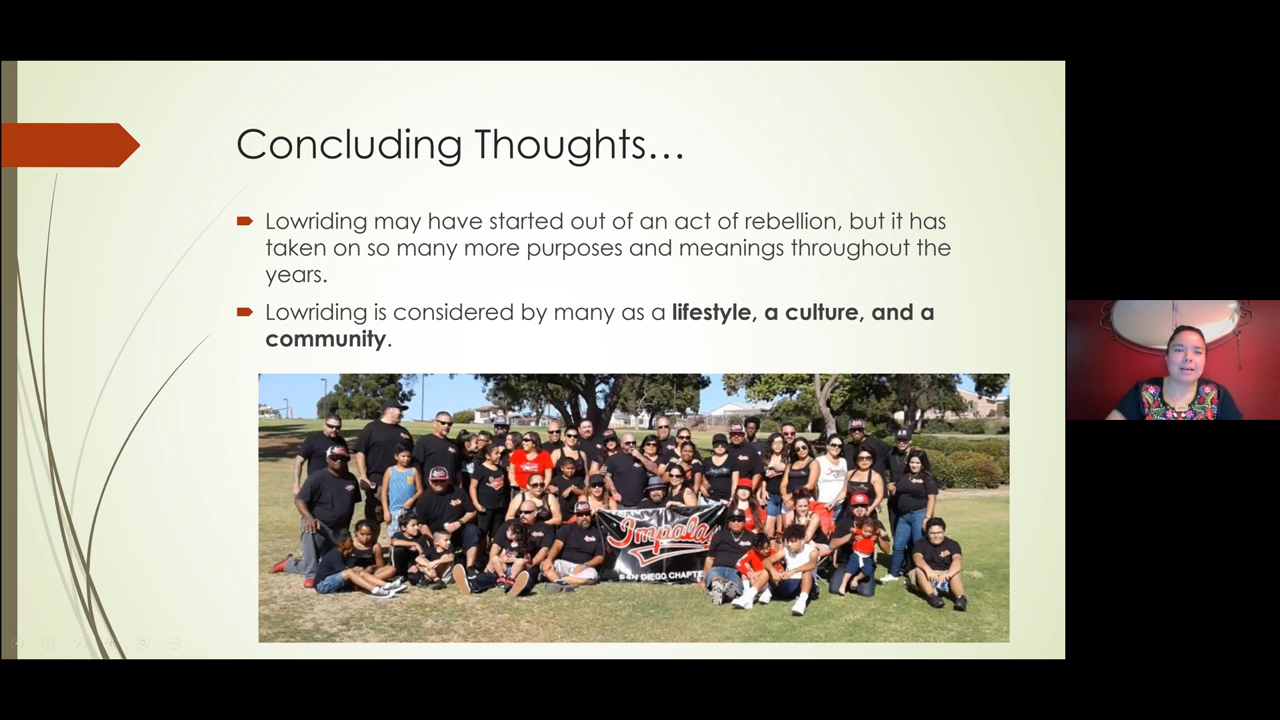 Concluding Thoughts…
Lowriding may have started out of an act of rebellion, but it has
taken on so many more purposes and meanings throughout the
years.
Lowriding is considered by many as a lifestyle, a culture, and a
community.
Impala
SAN DIEGO CHAPTE